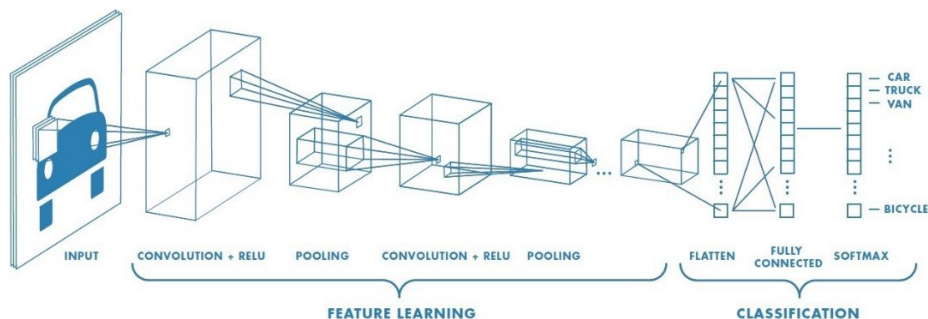 CAR
TRUCK
VAN
BICYCLE
INPUT
CONVOLUTION + RELU
POOLING
CONVOLUTION + RELU
POOLING
FLATTEN
FULLY
CONNECTED
SOFTMAX
FEATURE LEARNING
CLASSIFICATION